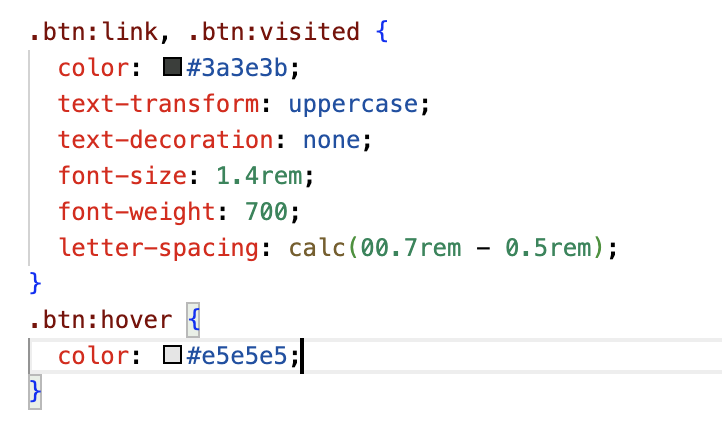 .btn:link, .btn:visited {
  color: #3a3e3b;
  text-transform: uppercase;
  text-decoration: none;
  font-size: 1.4rem;
  font-weight: 700;
  letter-spacing: calc(00.7rem - 0.5rem);
}
.btn:hover {
  color: #e5e5e5;
}